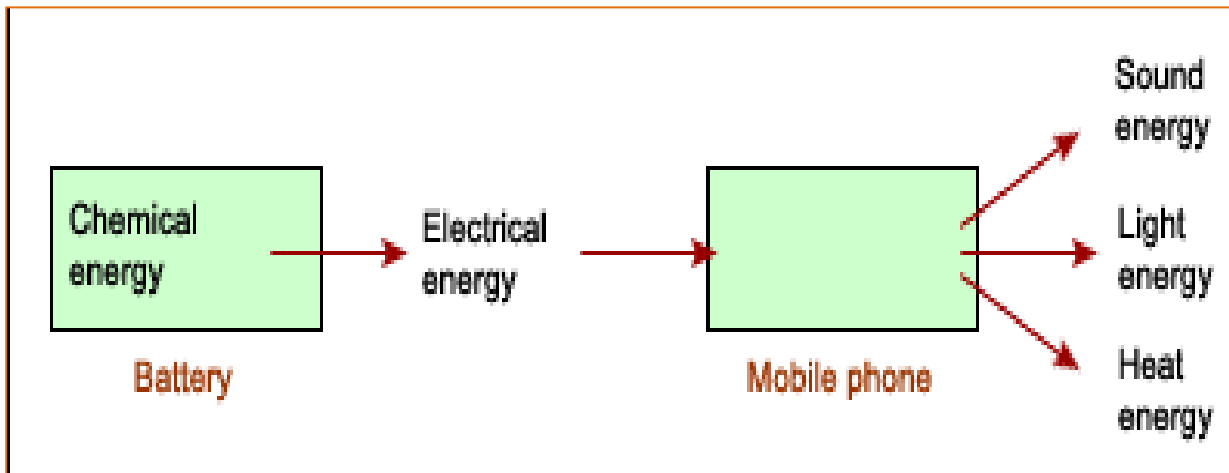 Sound
energy
Chemical
energy
Electrical
energy
Light
energy
Battery
Mobile phone
Heat
energy